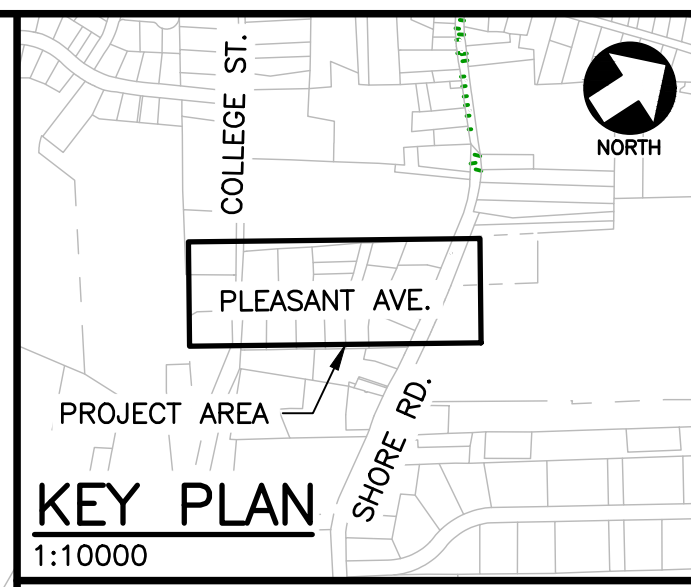 COLLEGE ST.
NORTH
PLEASANT AVE.
PROJECT AREA
SHORE RD.
KEY PLAN
1:10000